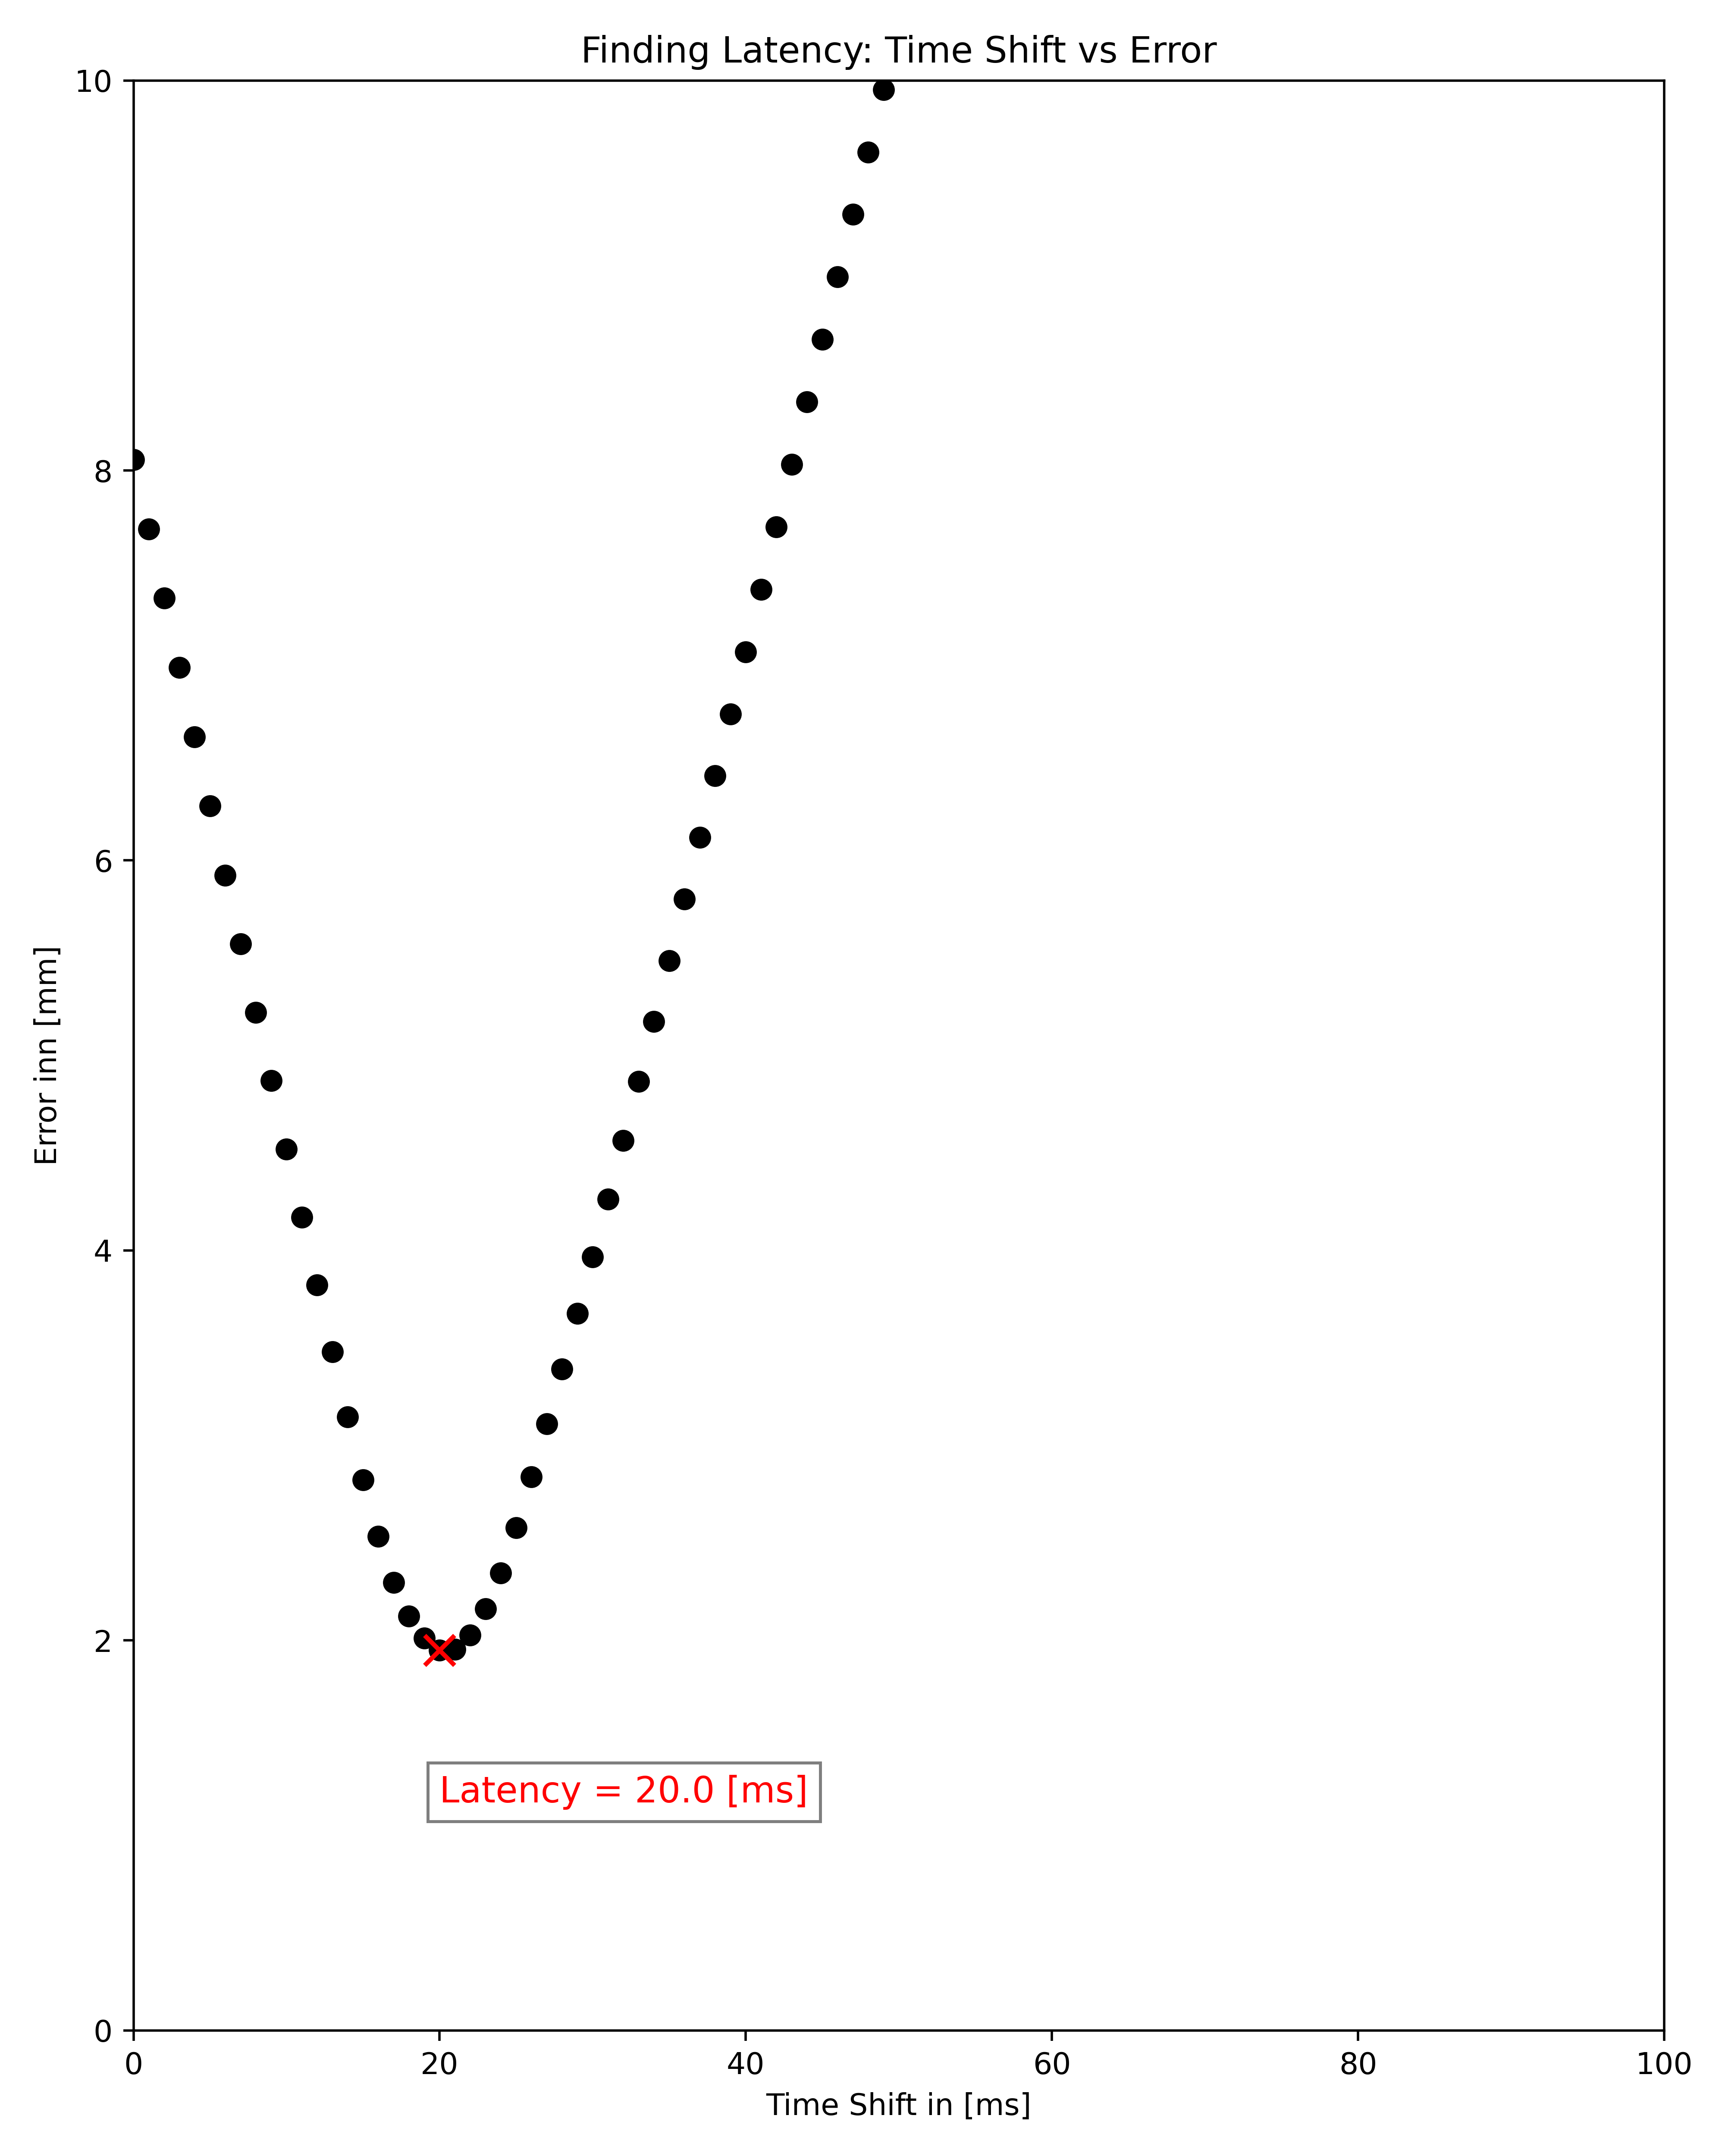 Finding Latency: Time Shift vs Error
10
8
6
4
2
0
Error inn [mm]
Latency = 20.0 [ms]
0 20 40 60 80 100
Time Shift in [ms]